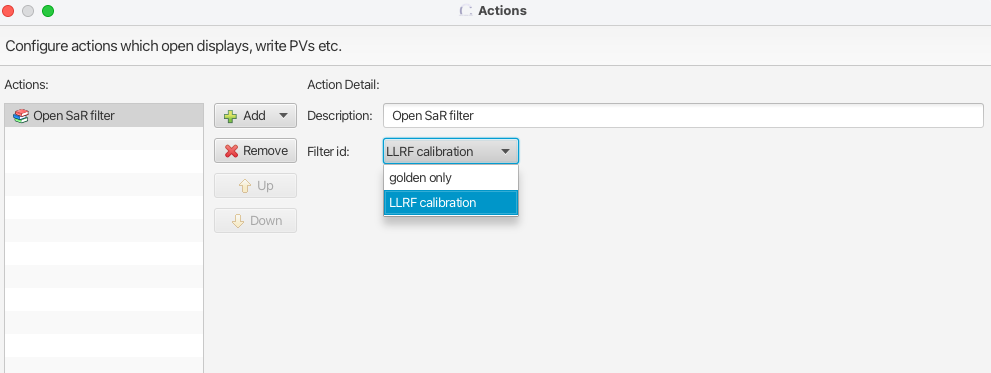 Actions
Configure actions which open displays, write PVs etc.
Actions:
Action Detail:
Open SaR filter
Add
Description:
Open SaR filter
Remove
Filter id:
LLRF calibration
golden only
LLRF calibration
Up
Down